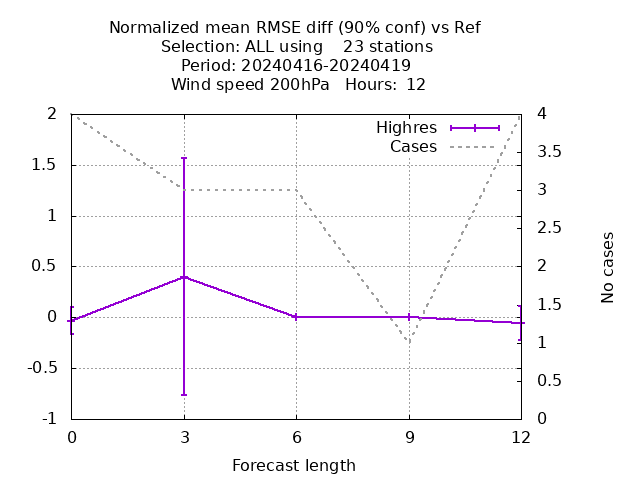 Normalized mean RMSE diff (90% conf) vs Ref
Selection: ALL using    23 stations
Period: 20240416-20240419
Wind speed 200hPa   Hours:  12
Highres
Cases
2
1.5
1
0.5
0
-0.5
-1
4
3.5
3
2.5
2
1.5
1
0.5
0
No cases
0 3 6 9 12
Forecast length